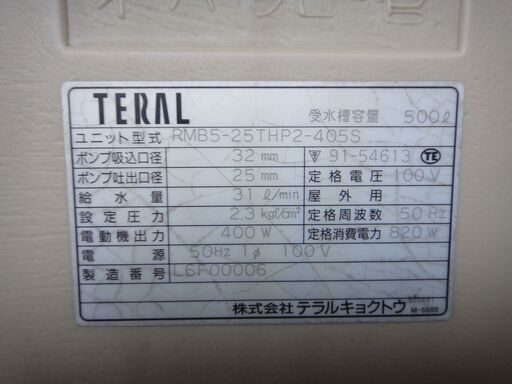 TERAL 受水槽容量 500ℓ
ユニット型式 RMB5-25THP2-405S
ポンプ吸込口径 32 mm 〒 91-54613 TE
ポンプ吐出口径 25 mm 定格電圧 100 V
給水量 31 ℓ/min 屋外用
設定圧力 2.3 kgf/cm² 定格周波数 50 Hz
電動機出力 400 W 定格消費電力 820 W
電源 50Hz 1φ 100V
製造番号 L6F00006
株式会社テラルキョクトウ
M-5580